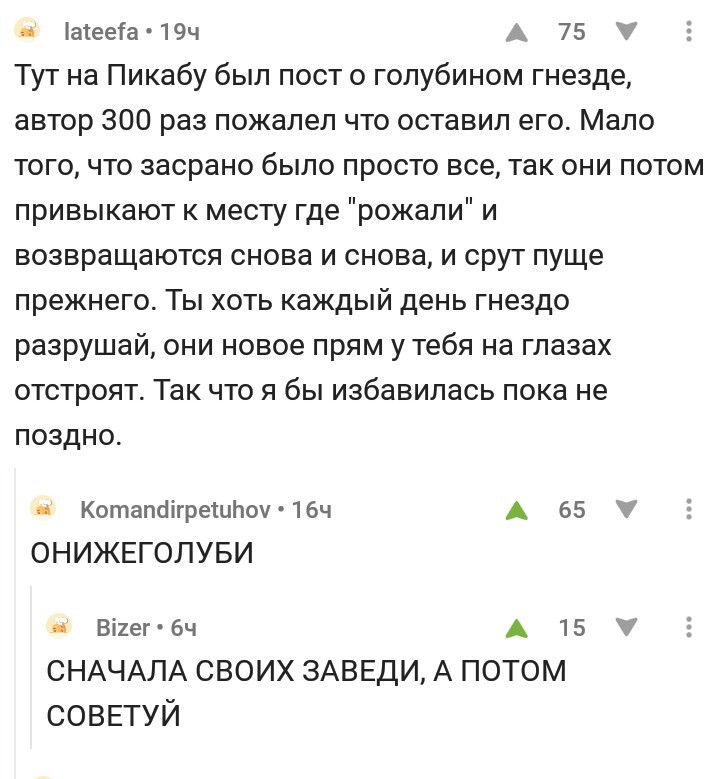 lateefa • 19ч 75
Тут на Пикабу был пост о голубином гнезде,
автор 300 раз пожалел что оставил его. Мало
того, что засрано было просто все, так они потом
привыкают к месту где "рожали" и
возвращаются снова и снова, и срут пуще
прежнего. Ты хоть каждый день гнездо
разрушай, они новое прям у тебя на глазах
отстроят. Так что я бы избавилась пока не
поздно.
Komandirpetuhov • 16ч 65
ОНИЖЕГОЛУБИ
Bizer • 6ч 15
СНАЧАЛА СВОИХ ЗАВЕДИ, А ПОТОМ
СОВЕТУЙ